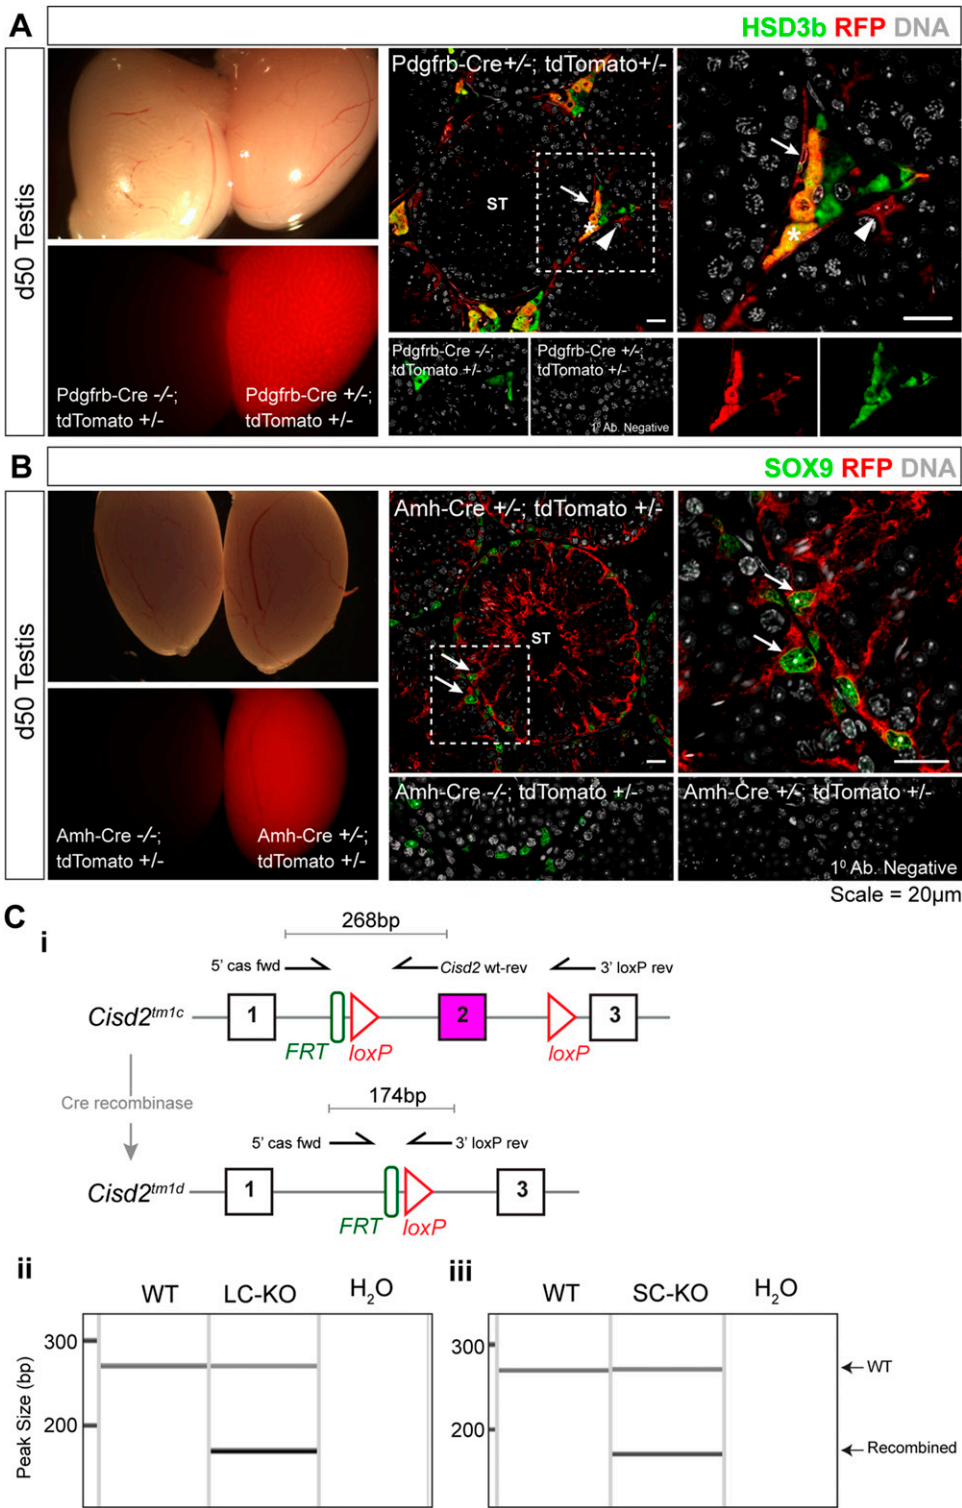 A
HSD3b RFP DNA
d50 Testis
Pdgfrb-Cre -/-;
tdTomato +/-
Pdgfrb-Cre +/-;
tdTomato +/-
Pdgfrb-Cre+/-; tdTomato+/-
ST
*
*
Pdgfrb-Cre -/-;
tdTomato +/-
Pdgfrb-Cre +/-;
tdTomato +/-
1⁰ Ab. Negative
B
SOX9 RFP DNA
d50 Testis
Amh-Cre -/-;
tdTomato +/-
Amh-Cre +/-;
tdTomato +/-
Amh-Cre +/-; tdTomato +/-
ST
Amh-Cre -/-; tdTomato +/-
Amh-Cre +/-; tdTomato +/-
1⁰ Ab. Negative
Scale = 20μm
C
i
268bp
5' cas fwd
Cisd2 wt-rev
3' loxP rev
Cisd2tm1c
1
2
3
FRT
loxP
loxP
Cre recombinase
174bp
5' cas fwd
3' loxP rev
Cisd2tm1d
1
3
FRT
loxP
ii
WT
LC-KO
H₂O
Peak Size (bp)
300
200
iii
WT
SC-KO
H₂O
300
200
WT
Recombined